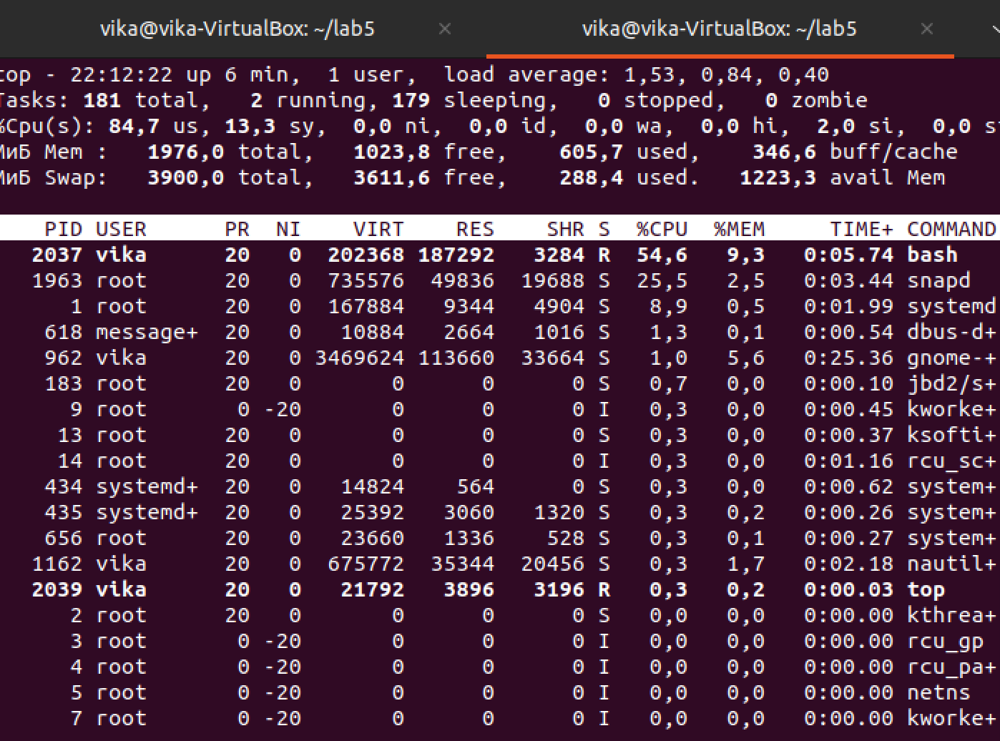 vika@vika-VirtualBox: ~/lab5 × vika@vika-VirtualBox: ~/lab5 ×
top - 22:12:22 up 6 min,  1 user,  load average: 1,53, 0,84, 0,40
Tasks: 181 total,   2 running, 179 sleeping,   0 stopped,   0 zombie
%Cpu(s): 84,7 us, 13,3 sy,  0,0 ni,  0,0 id,  0,0 wa,  0,0 hi,  2,0 si,  0,0 s
МиБ Mem :   1976,0 total,   1023,8 free,    605,7 used,    346,6 buff/cache
МиБ Swap:   3900,0 total,   3611,6 free,    288,4 used.   1223,3 avail Mem
PID USER      PR  NI    VIRT    RES    SHR S  %CPU  %MEM     TIME+ COMMAND
2037 vika      20   0  202368 187292   3284 R  54,6   9,3   0:05.74 bash
1963 root      20   0  735576  49836  19688 S  25,5   2,5   0:03.44 snapd
1 root      20   0  167884   9344   4904 S   8,9   0,5   0:01.99 systemd
618 message+  20   0   10884   2664   1016 S   1,3   0,1   0:00.54 dbus-d+
962 vika      20   0 3469624 113660  33664 S   1,0   5,6   0:25.36 gnome-+
183 root      20   0       0      0      0 S   0,7   0,0   0:00.10 jbd2/s+
9 root       0 -20       0      0      0 I   0,3   0,0   0:00.45 kworke+
13 root      20   0       0      0      0 S   0,3   0,0   0:00.37 ksofti+
14 root      20   0       0      0      0 I   0,3   0,0   0:01.16 rcu_sc+
434 systemd+  20   0   14824    564      0 S   0,3   0,0   0:00.62 system+
435 systemd+  20   0   25392   3060   1320 S   0,3   0,2   0:00.26 system+
656 root      20   0   23660   1336    528 S   0,3   0,1   0:00.27 system+
1162 vika      20   0  675772  35344  20456 S   0,3   1,7   0:02.18 nautil+
2039 vika      20   0   21792   3896   3196 R   0,3   0,2   0:00.03 top
2 root      20   0       0      0      0 S   0,0   0,0   0:00.00 kthrea+
3 root       0 -20       0      0      0 I   0,0   0,0   0:00.00 rcu_gp
4 root       0 -20       0      0      0 I   0,0   0,0   0:00.00 rcu_pa+
5 root       0 -20       0      0      0 I   0,0   0,0   0:00.00 netns
7 root       0 -20       0      0      0 I   0,0   0,0   0:00.00 kworke+